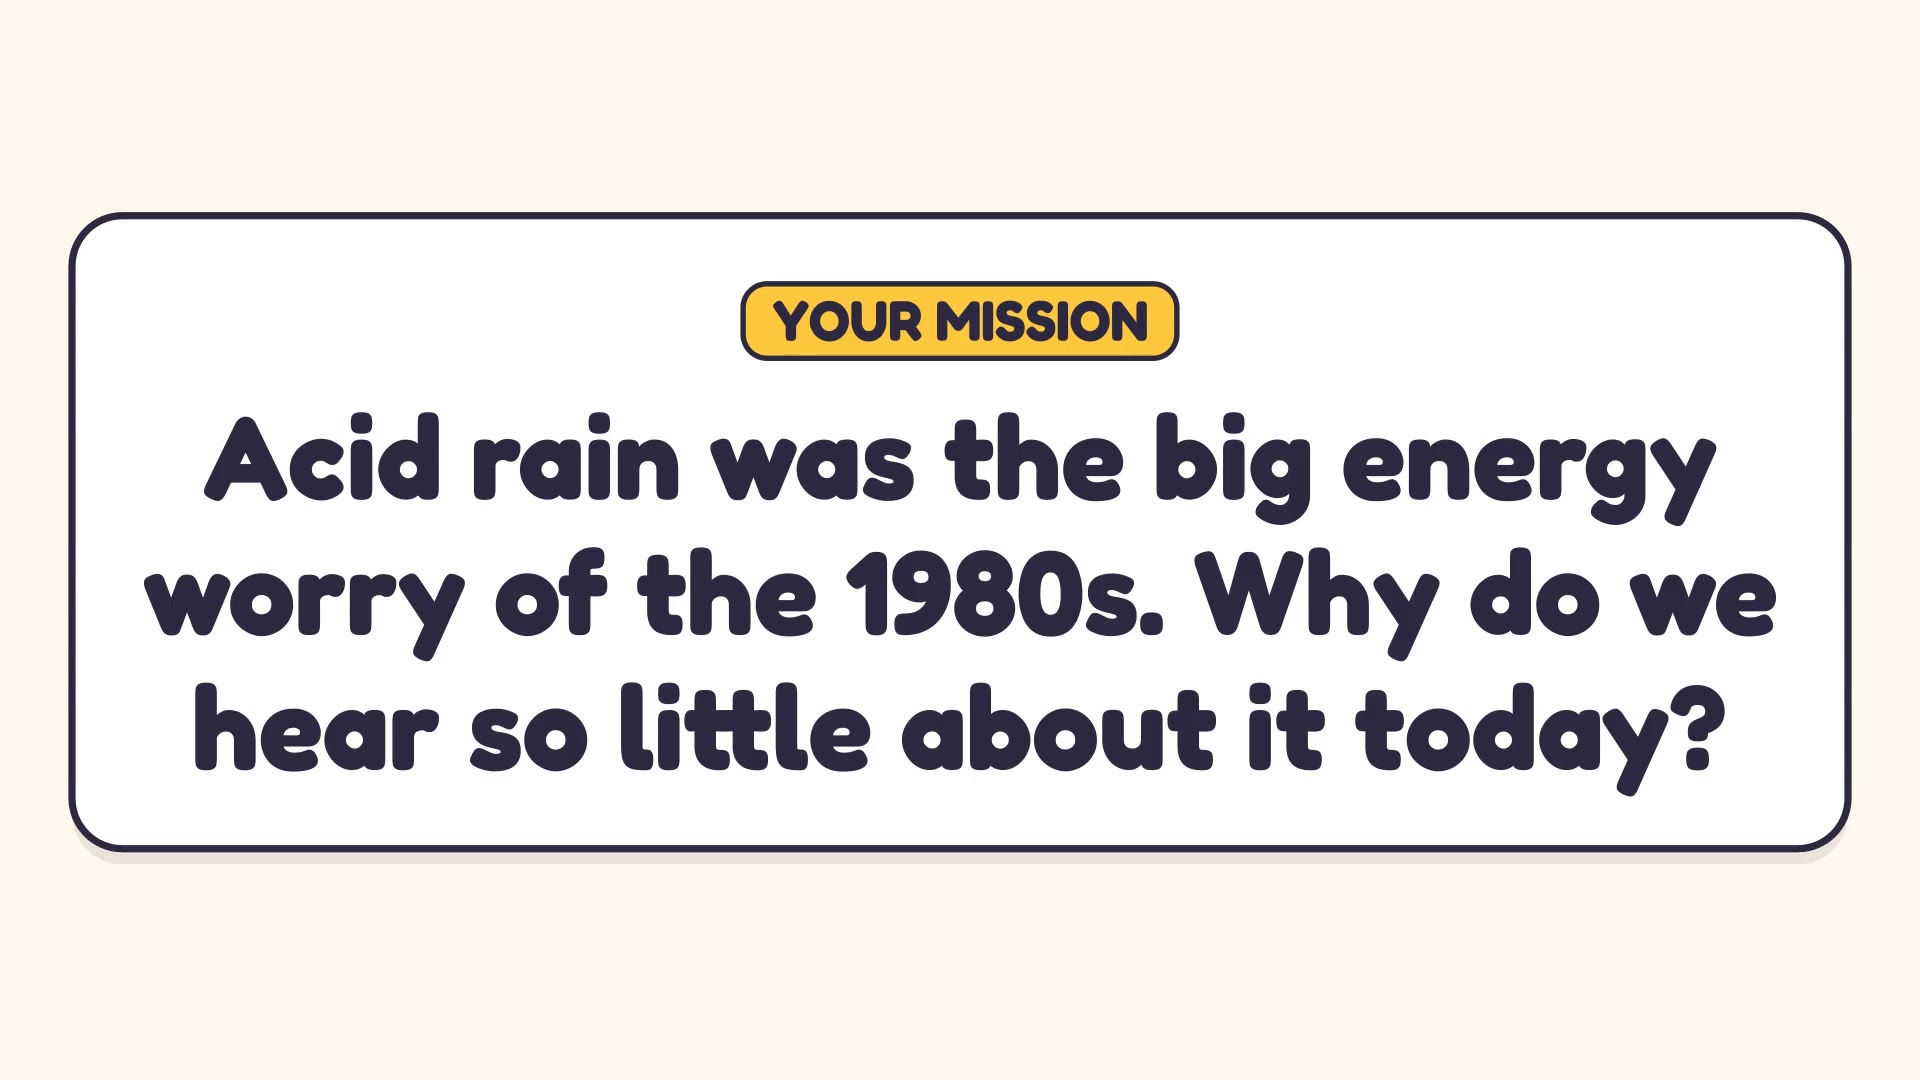 YOUR MISSION
Acid rain was the big energy
worry of the 1980s. Why do we
hear so little about it today?